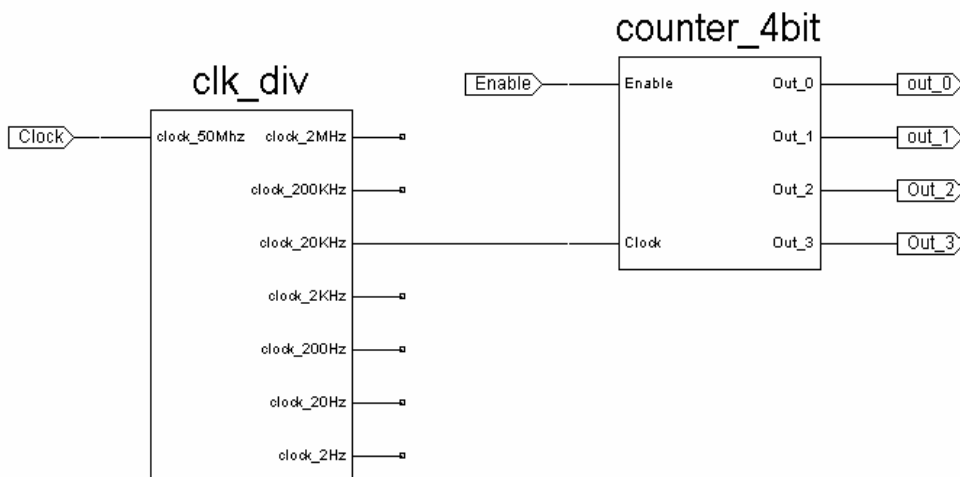 counter_4bit
clk_div
Enable
Enable
Out_0
out_0
Clock
clock_50Mhz
clock_2MHz
Out_1
out_1
clock_200KHz
Out_2
Out_2
clock_20KHz
Clock
Out_3
Out_3
clock_2KHz
clock_200Hz
clock_20Hz
clock_2Hz